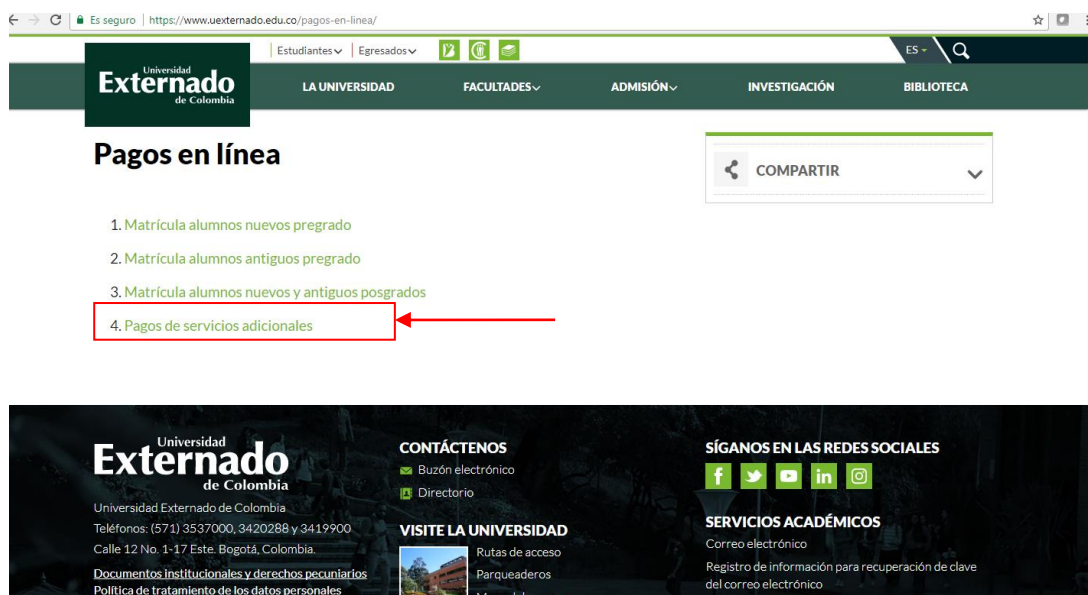 Es seguro | https://www.uexternado.edu.co/pagos-en-linea/
Estudiantes Egresados
ES
Universidad
Externado
de Colombia
LA UNIVERSIDAD FACULTADES ADMISIÓN INVESTIGACIÓN BIBLIOTECA
Pagos en línea
COMPARTIR
1. Matrícula alumnos nuevos pregrado
2. Matrícula alumnos antiguos pregrado
3. Matrícula alumnos nuevos y antiguos posgrados
4. Pagos de servicios adicionales
Universidad
Externado
de Colombia
Universidad Externado de Colombia
Teléfonos: (571) 3537000, 3420288 y 3419900
Calle 12 No. 1-17 Este. Bogotá, Colombia.
Documentos institucionales y derechos pecuniarios
Política de tratamiento de los datos personales
CONTÁCTENOS
Buzón electrónico
Directorio
VISITE LA UNIVERSIDAD
Rutas de acceso
Parqueaderos
SÍGANOS EN LAS REDES SOCIALES
SERVICIOS ACADÉMICOS
Correo electrónico
Registro de información para recuperación de clave
del correo electrónico